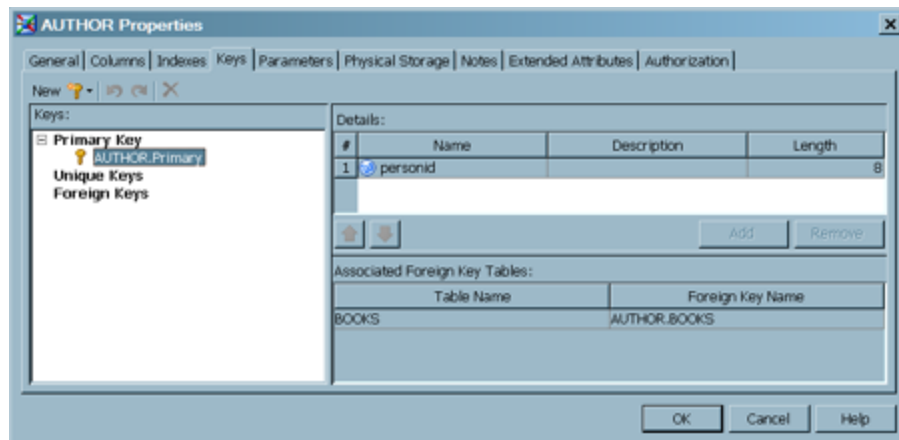 AUTHOR Properties
General Columns Indexes Keys Parameters Physical Storage Notes Extended Attributes Authorization
New
Keys:
Primary Key
AUTHOR.Primary
Unique Keys
Foreign Keys
Details:
# Name Description Length
1 personid 8
Add Remove
Associated Foreign Key Tables:
Table Name Foreign Key Name
BOOKS AUTHOR.BOOKS
OK Cancel Help